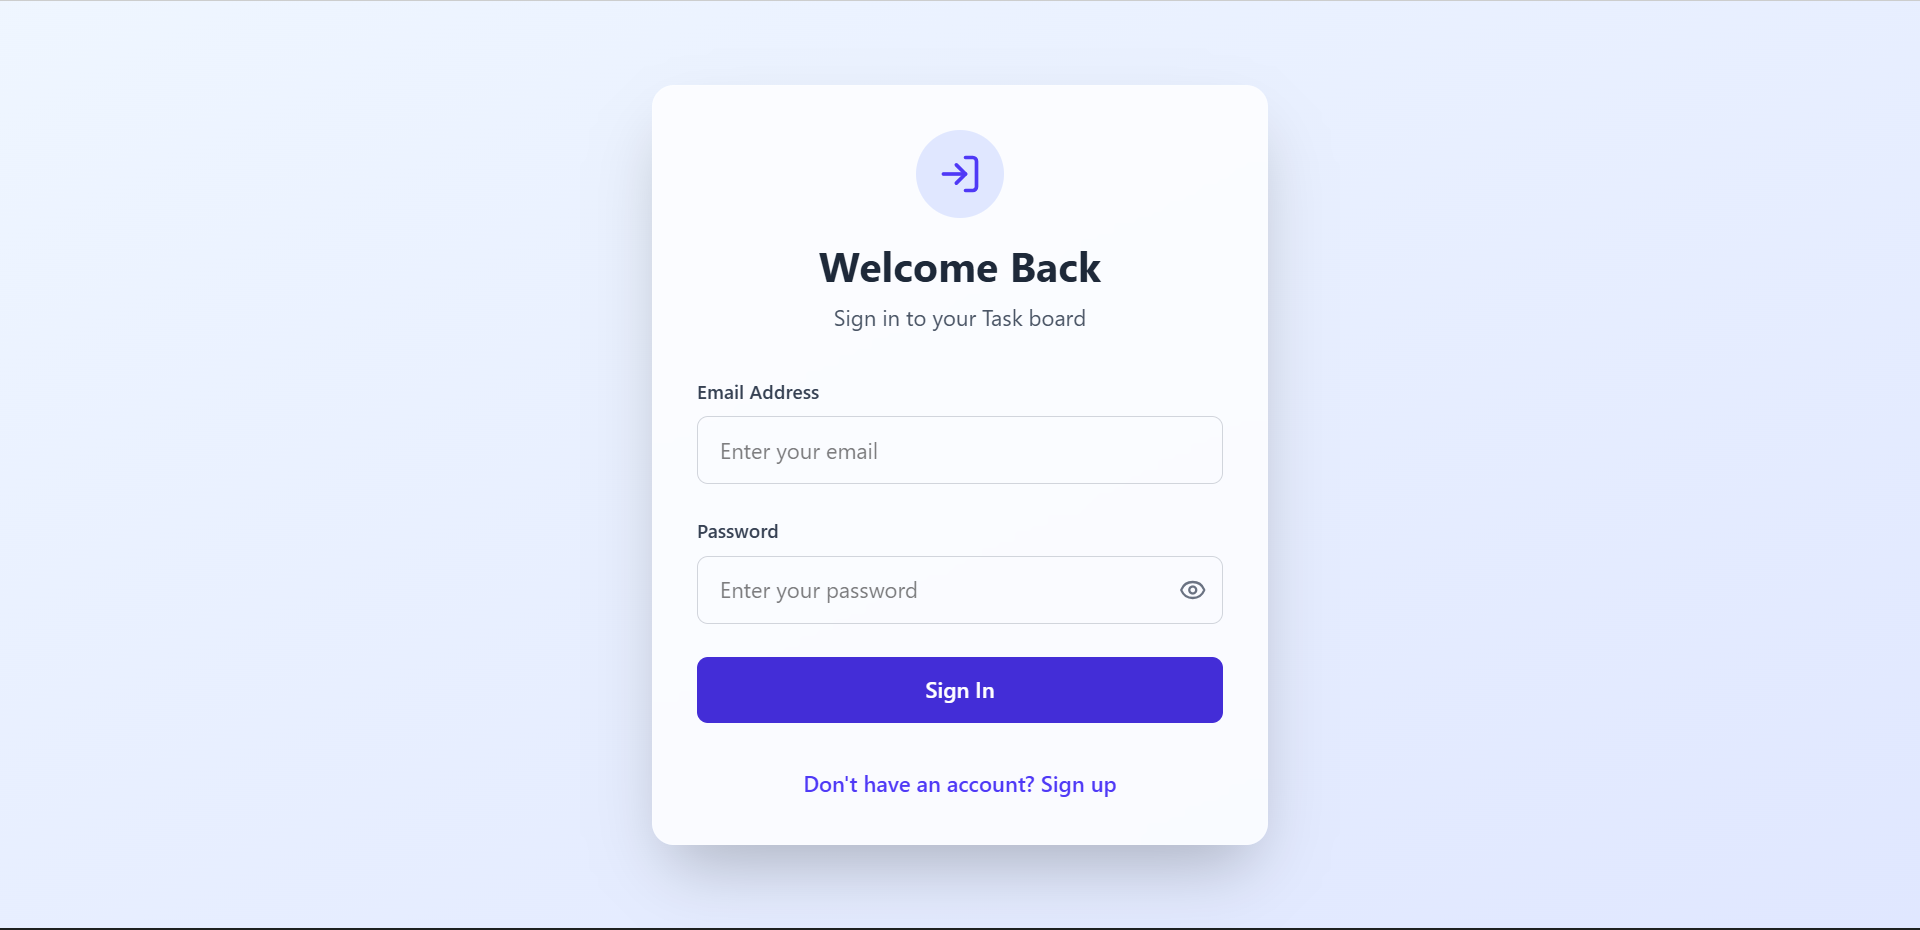 Welcome Back
Sign in to your Task board
Email Address
Enter your email
Password
Enter your password
Sign In
Don't have an account? Sign up